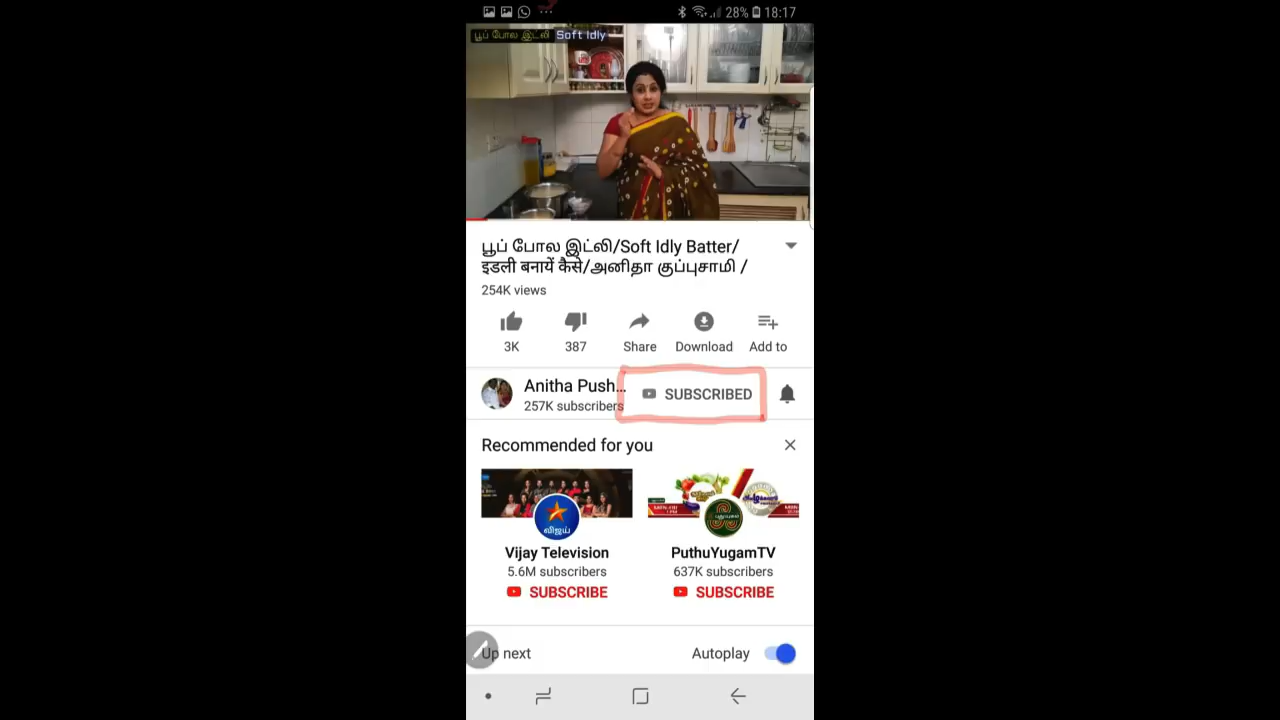 28% 18:17
பூப் போல இட்லி Soft Idly
பூப் போல இட்லி/Soft Idly Batter/
इडली बनायें कैसे/அனிதா குப்புசாமி /
254K views
3K 387 Share Download Add to
Anitha Push... SUBSCRIBED
257K subscribers
Recommended for you
விஜய்
Vijay Television PuthuYugamTV
5.6M subscribers 637K subscribers
SUBSCRIBE SUBSCRIBE
Up next Autoplay